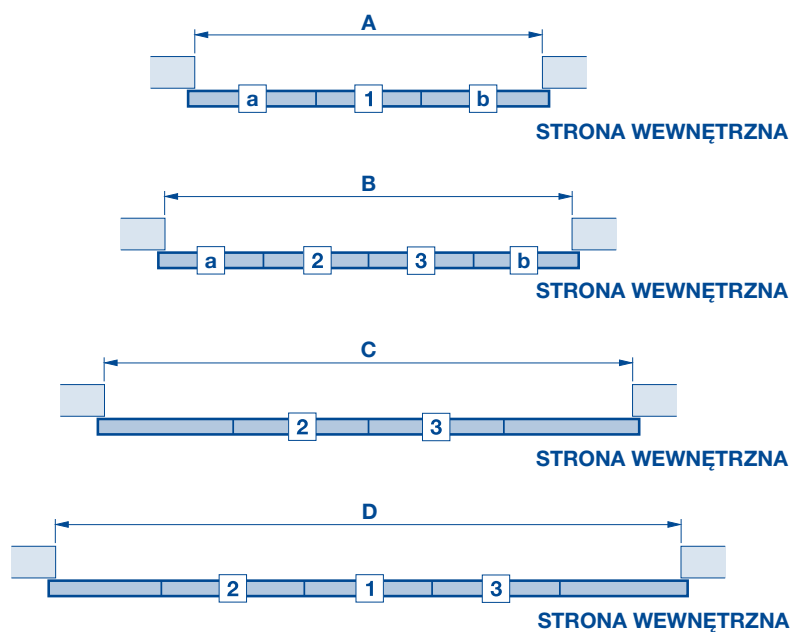 A
a 1 b
STRONA WEWNĘTRZNA
B
a 2 3 b
STRONA WEWNĘTRZNA
C
2 3
STRONA WEWNĘTRZNA
D
2 1 3
STRONA WEWNĘTRZNA